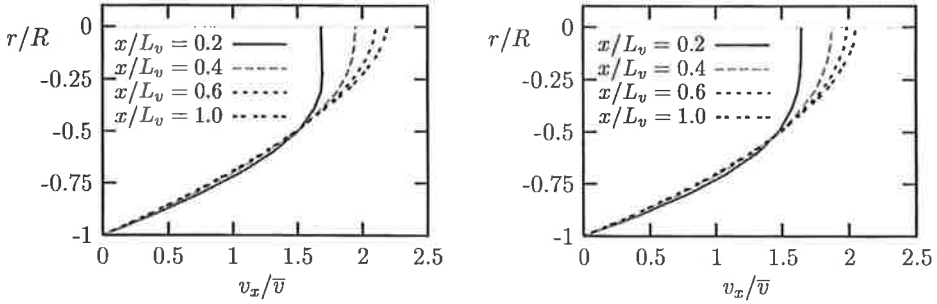 r/R
0
-0.25
-0.5
-0.75
-1
x/L_v = 0.2
x/L_v = 0.4
x/L_v = 0.6
x/L_v = 1.0
0 0.5 1 1.5 2 2.5
v_x/v̅
r/R
0
-0.25
-0.5
-0.75
-1
x/L_v = 0.2
x/L_v = 0.4
x/L_v = 0.6
x/L_v = 1.0
0 0.5 1 1.5 2 2.5
v_x/v̅